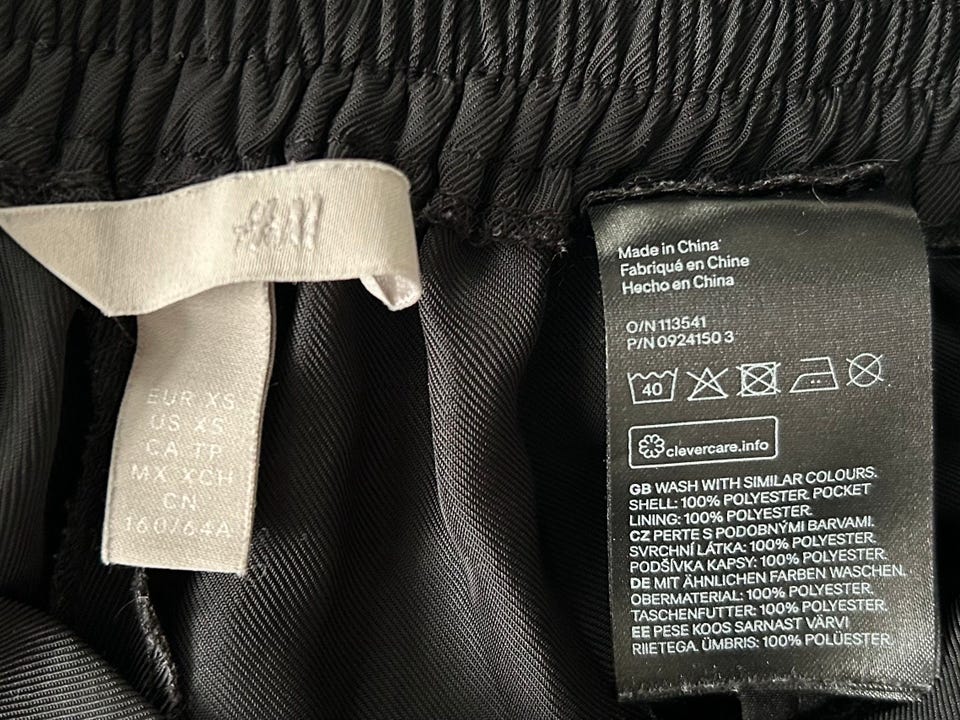 H&M
EUR XS
US XS
CA TP
MX XCH
CN
160/64A
Made in China
Fabriqué en Chine
Hecho en China
O/N 113541
P/N 0924150 3
40
clevercare.info
GB WASH WITH SIMILAR COLOURS.
SHELL: 100% POLYESTER. POCKET
LINING: 100% POLYESTER.
CZ PERTE S PODOBNÝMI BARVAMI.
SVRCHNÍ LÁTKA: 100% POLYESTER.
PODŠÍVKA KAPSY: 100% POLYESTER.
DE MIT ÄHNLICHEN FARBEN WASCHEN.
OBERMATERIAL: 100% POLYESTER.
TASCHENFUTTER: 100% POLYESTER.
EE PESE KOOS SARNAST VÄRVI
RIIETEGA. ÜMBRIS: 100% POLÜESTER.